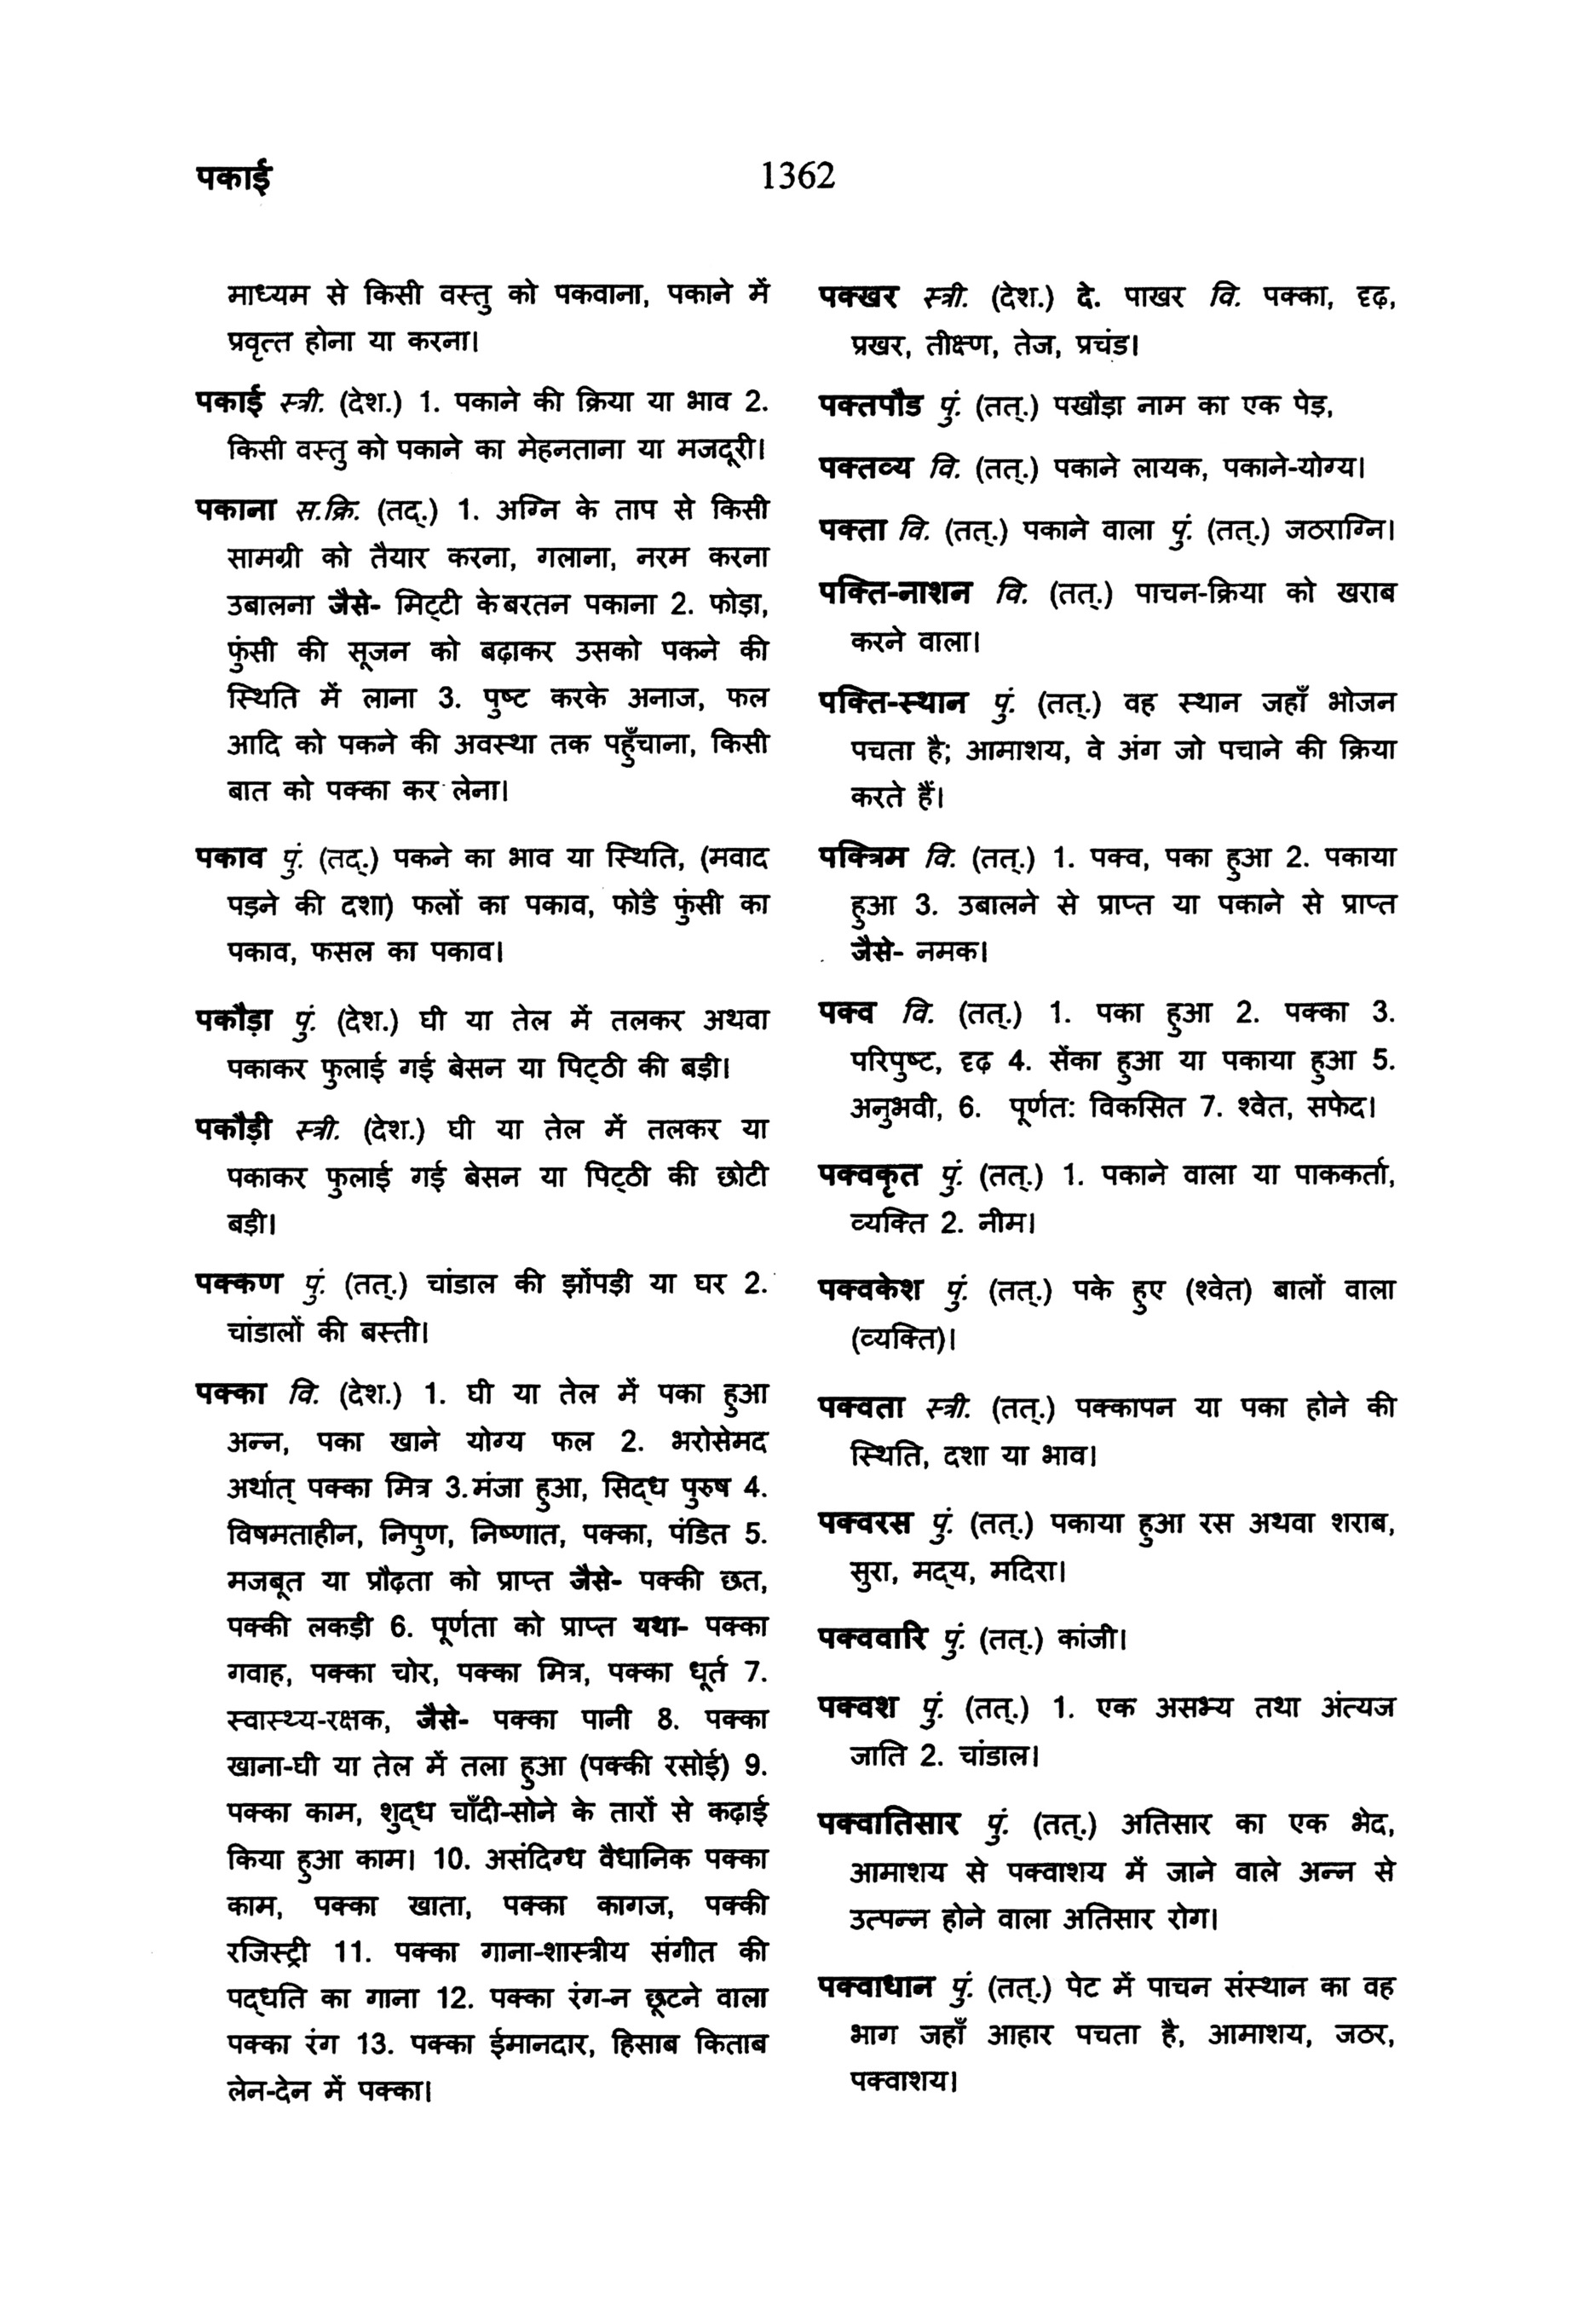 पकाई
1362
माध्यम से किसी वस्तु को पकवाना, पकाने में
प्रवृत्त होना या करना।
पकाई स्त्री. (देश.) 1. पकाने की क्रिया या भाव 2.
किसी वस्तु को पकाने का मेहनताना या मजदूरी।
पकाना स.क्रि. (तद्.) 1. अग्नि के ताप से किसी
सामग्री को तैयार करना, गलाना, नरम करना
उबालना जैसे- मिट्टी के बरतन पकाना 2. फोड़ा,
फुंसी की सूजन को बढ़ाकर उसको पकने की
स्थिति में लाना 3. पुष्ट करके अनाज, फल
आदि को पकने की अवस्था तक पहुँचाना, किसी
बात को पक्का कर लेना।
पकाव पुं. (तद्.) पकने का भाव या स्थिति, (मवाद
पड़ने की दशा) फलों का पकाव, फोडे फुंसी का
पकाव, फसल का पकाव।
पकौड़ा पुं. (देश.) घी या तेल में तलकर अथवा
पकाकर फुलाई गई बेसन या पिट्ठी की बड़ी।
पकौड़ी स्त्री. (देश.) घी या तेल में तलकर या
पकाकर फुलाई गई बेसन या पिट्ठी की छोटी
बड़ी।
पक्कण पुं. (तत्.) चांडाल की झोंपड़ी या घर 2.
चांडालों की बस्ती।
पक्का वि. (देश.) 1. घी या तेल में पका हुआ
अन्न, पका खाने योग्य फल 2. भरोसेमद
अर्थात् पक्का मित्र 3.मंजा हुआ, सिद्ध पुरुष 4.
विषमताहीन, निपुण, निष्णात, पक्का, पंडित 5.
मजबूत या प्रौढ़ता को प्राप्त जैसे- पक्की छत,
पक्की लकड़ी 6. पूर्णता को प्राप्त यथा- पक्का
गवाह, पक्का चोर, पक्का मित्र, पक्का धूर्त 7.
स्वास्थ्य-रक्षक, जैसे- पक्का पानी 8. पक्का
खाना-घी या तेल में तला हुआ (पक्की रसोई) 9.
पक्का काम, शुद्ध चाँदी-सोने के तारों से कढ़ाई
किया हुआ काम। 10. असंदिग्ध वैधानिक पक्का
काम, पक्का खाता, पक्का कागज, पक्की
रजिस्ट्री 11. पक्का गाना-शास्त्रीय संगीत की
पद्धति का गाना 12. पक्का रंग-न छूटने वाला
पक्का रंग 13. पक्का ईमानदार, हिसाब किताब
लेन-देन में पक्का।
पक्खर स्त्री. (देश.) दे. पाखर वि. पक्का, दृढ़,
प्रखर, तीक्ष्ण, तेज, प्रचंड।
पक्तपौड पुं. (तत्.) पखौड़ा नाम का एक पेड़,
पक्तव्य वि. (तत्.) पकाने लायक, पकाने-योग्य।
पक्ता वि. (तत्.) पकाने वाला पुं. (तत्.) जठराग्नि।
पक्ति-नाशन वि. (तत्.) पाचन-क्रिया को खराब
करने वाला।
पक्ति-स्थान पुं. (तत्.) वह स्थान जहाँ भोजन
पचता है; आमाशय, वे अंग जो पचाने की क्रिया
करते हैं।
पक्त्रिम वि. (तत्.) 1. पक्व, पका हुआ 2. पकाया
हुआ 3. उबालने से प्राप्त या पकाने से प्राप्त
जैसे- नमक।
पक्व वि. (तत्.) 1. पका हुआ 2. पक्का 3.
परिपुष्ट, दृढ़ 4. सेंका हुआ या पकाया हुआ 5.
अनुभवी, 6. पूर्णत: विकसित 7. श्वेत, सफेद।
पक्वकृत पुं. (तत्.) 1. पकाने वाला या पाककर्ता,
व्यक्ति 2. नीम।
पक्वकेश पुं. (तत्.) पके हुए (श्वेत) बालों वाला
(व्यक्ति)।
पक्वता स्त्री. (तत्.) पक्कापन या पका होने की
स्थिति, दशा या भाव।
पक्वरस पुं. (तत्.) पकाया हुआ रस अथवा शराब,
सुरा, मद्य, मदिरा।
पक्ववारि पुं. (तत्.) कांजी।
पक्वश पुं. (तत्.) 1. एक असभ्य तथा अंत्यज
जाति 2. चांडाल।
पक्वातिसार पुं. (तत्.) अतिसार का एक भेद,
आमाशय से पक्वाशय में जाने वाले अन्न से
उत्पन्न होने वाला अतिसार रोग।
पक्वाधान पुं. (तत्.) पेट में पाचन संस्थान का वह
भाग जहाँ आहार पचता है, आमाशय, जठर,
पक्वाशय।